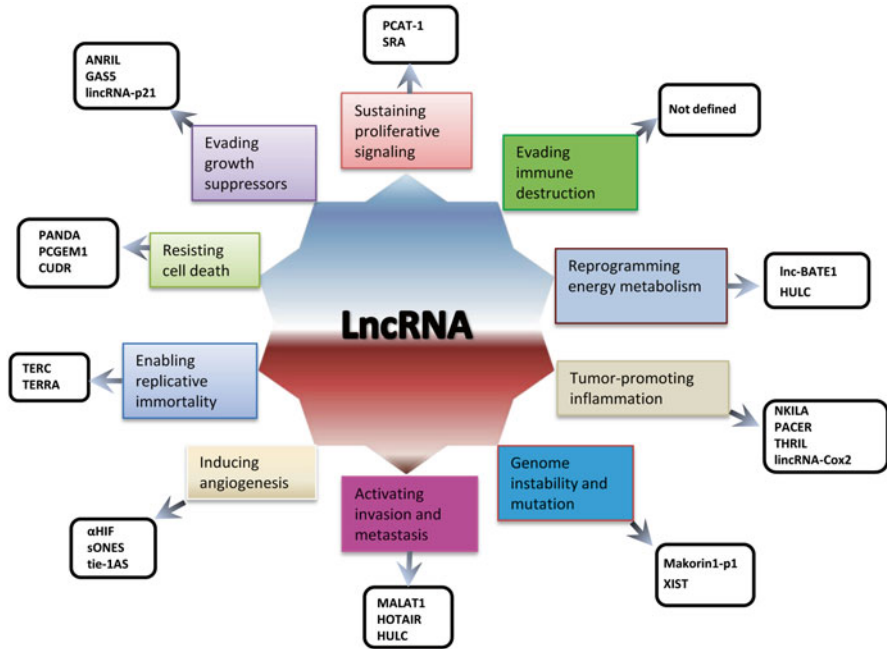 PCAT-1
SRA
Sustaining
proliferative
signaling
ANRIL
GAS5
lincRNA-p21
Evading
growth
suppressors
Not defined
Evading
immune
destruction
PANDA
PCGEM1
CUDR
Resisting
cell death
Reprogramming
energy metabolism
lnc-BATE1
HULC
LncRNA
TERC
TERRA
Enabling
replicative
immortality
Tumor-promoting
inflammation
NKILA
PACER
THRIL
lincRNA-Cox2
Inducing
angiogenesis
αHIF
sONES
tie-1AS
Activating
invasion and
metastasis
MALAT1
HOTAIR
HULC
Genome
instability and
mutation
Makorin1-p1
XIST